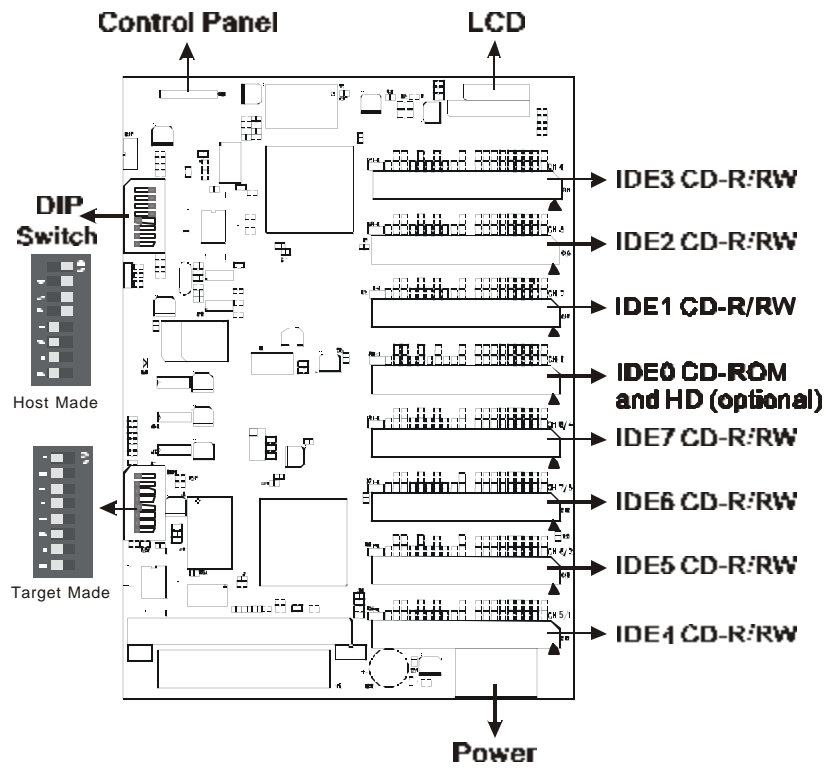 Control Panel
LCD
IDE3 CD-R/RW
DIP
Switch
IDE2 CD-R/RW
IDE1 CD-R/RW
IDE0 CD-ROM
and HD (optional)
Host Made
IDE7 CD-R/RW
IDE6 CD-R/RW
IDE5 CD-R/RW
Target Made
IDE4 CD-R/RW
Power